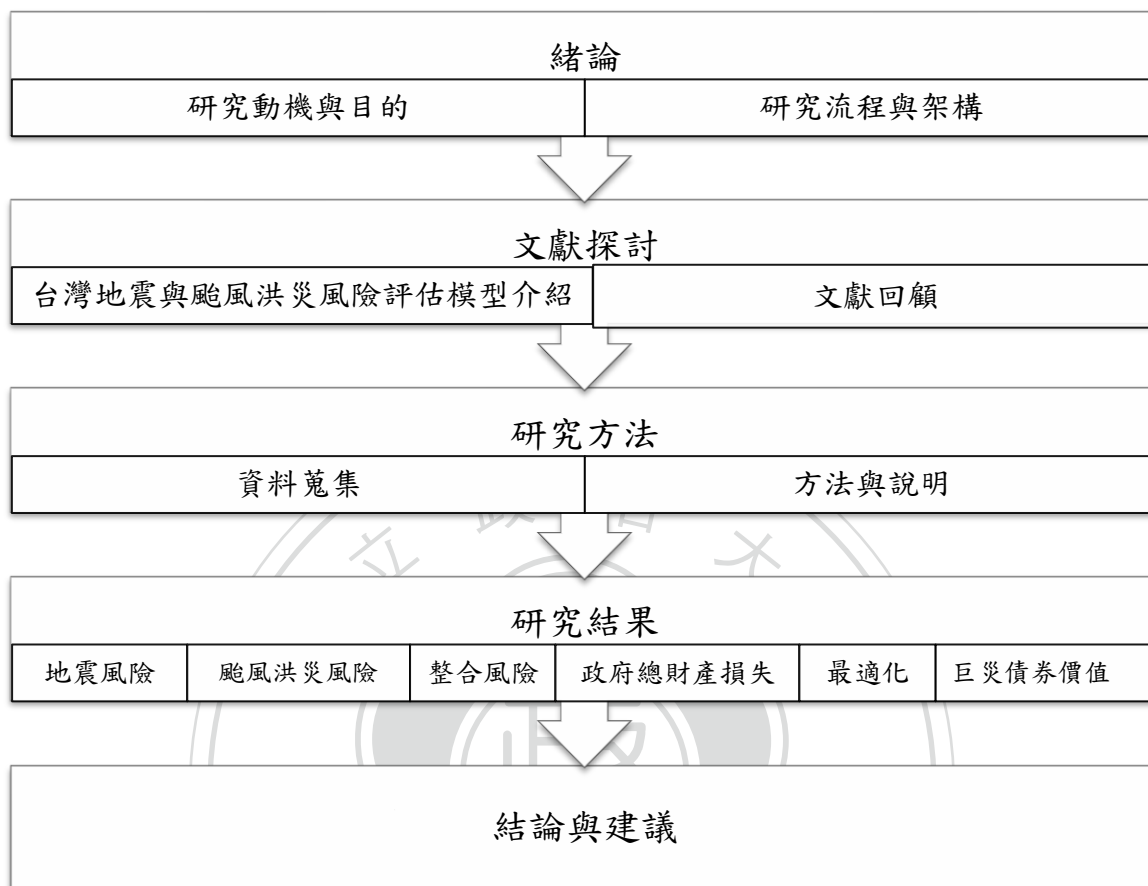 緒論
研究動機與目的
研究流程與架構
文獻探討
台灣地震與颱風洪災風險評估模型介紹
文獻回顧
研究方法
資料蒐集
方法與說明
立 政 治 大
研究結果
地震風險
颱風洪災風險
整合風險
政府總財產損失
最適化
巨災債券價值
結論與建議